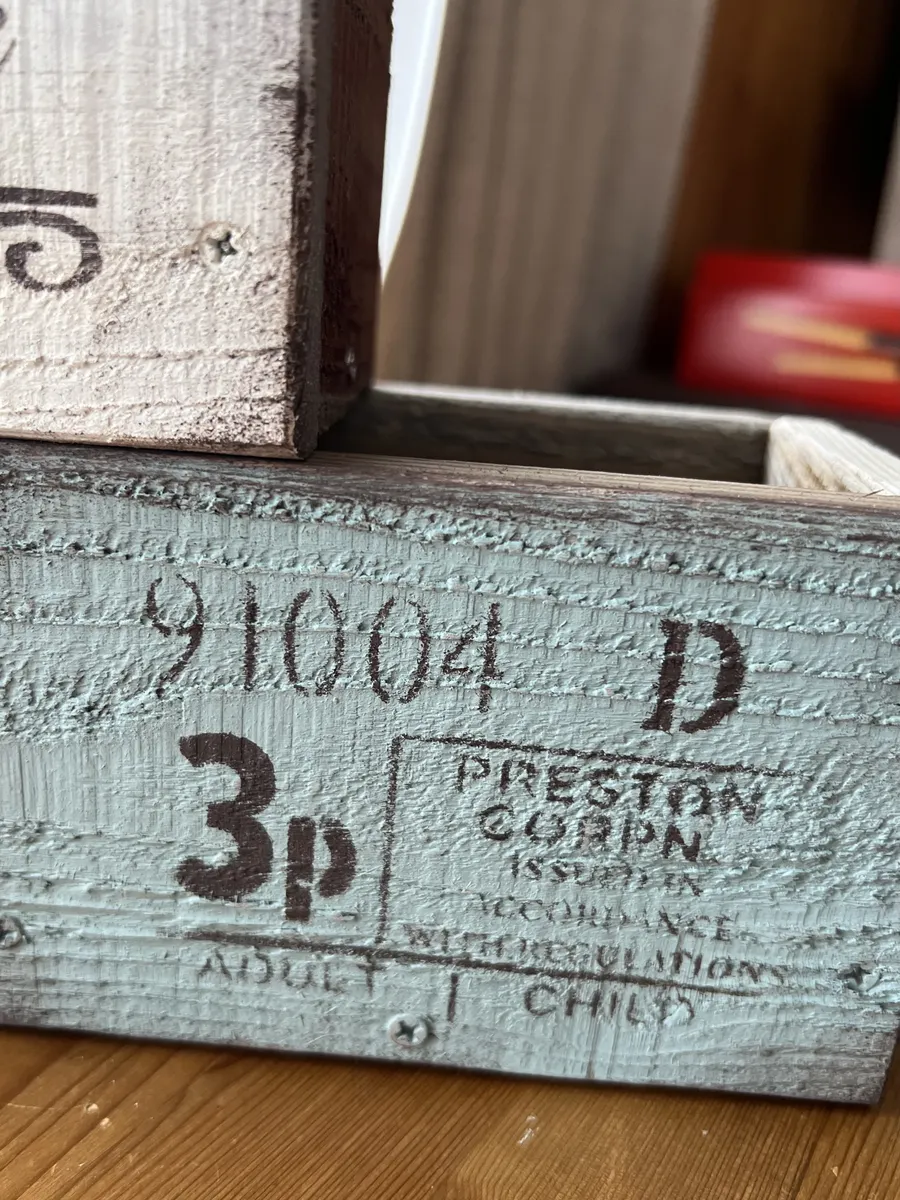 91004 D
3p
PRESTON
CORPN.
ISSUED IN
ACCORDANCE
WITH REGULATIONS
ADULT | CHILD